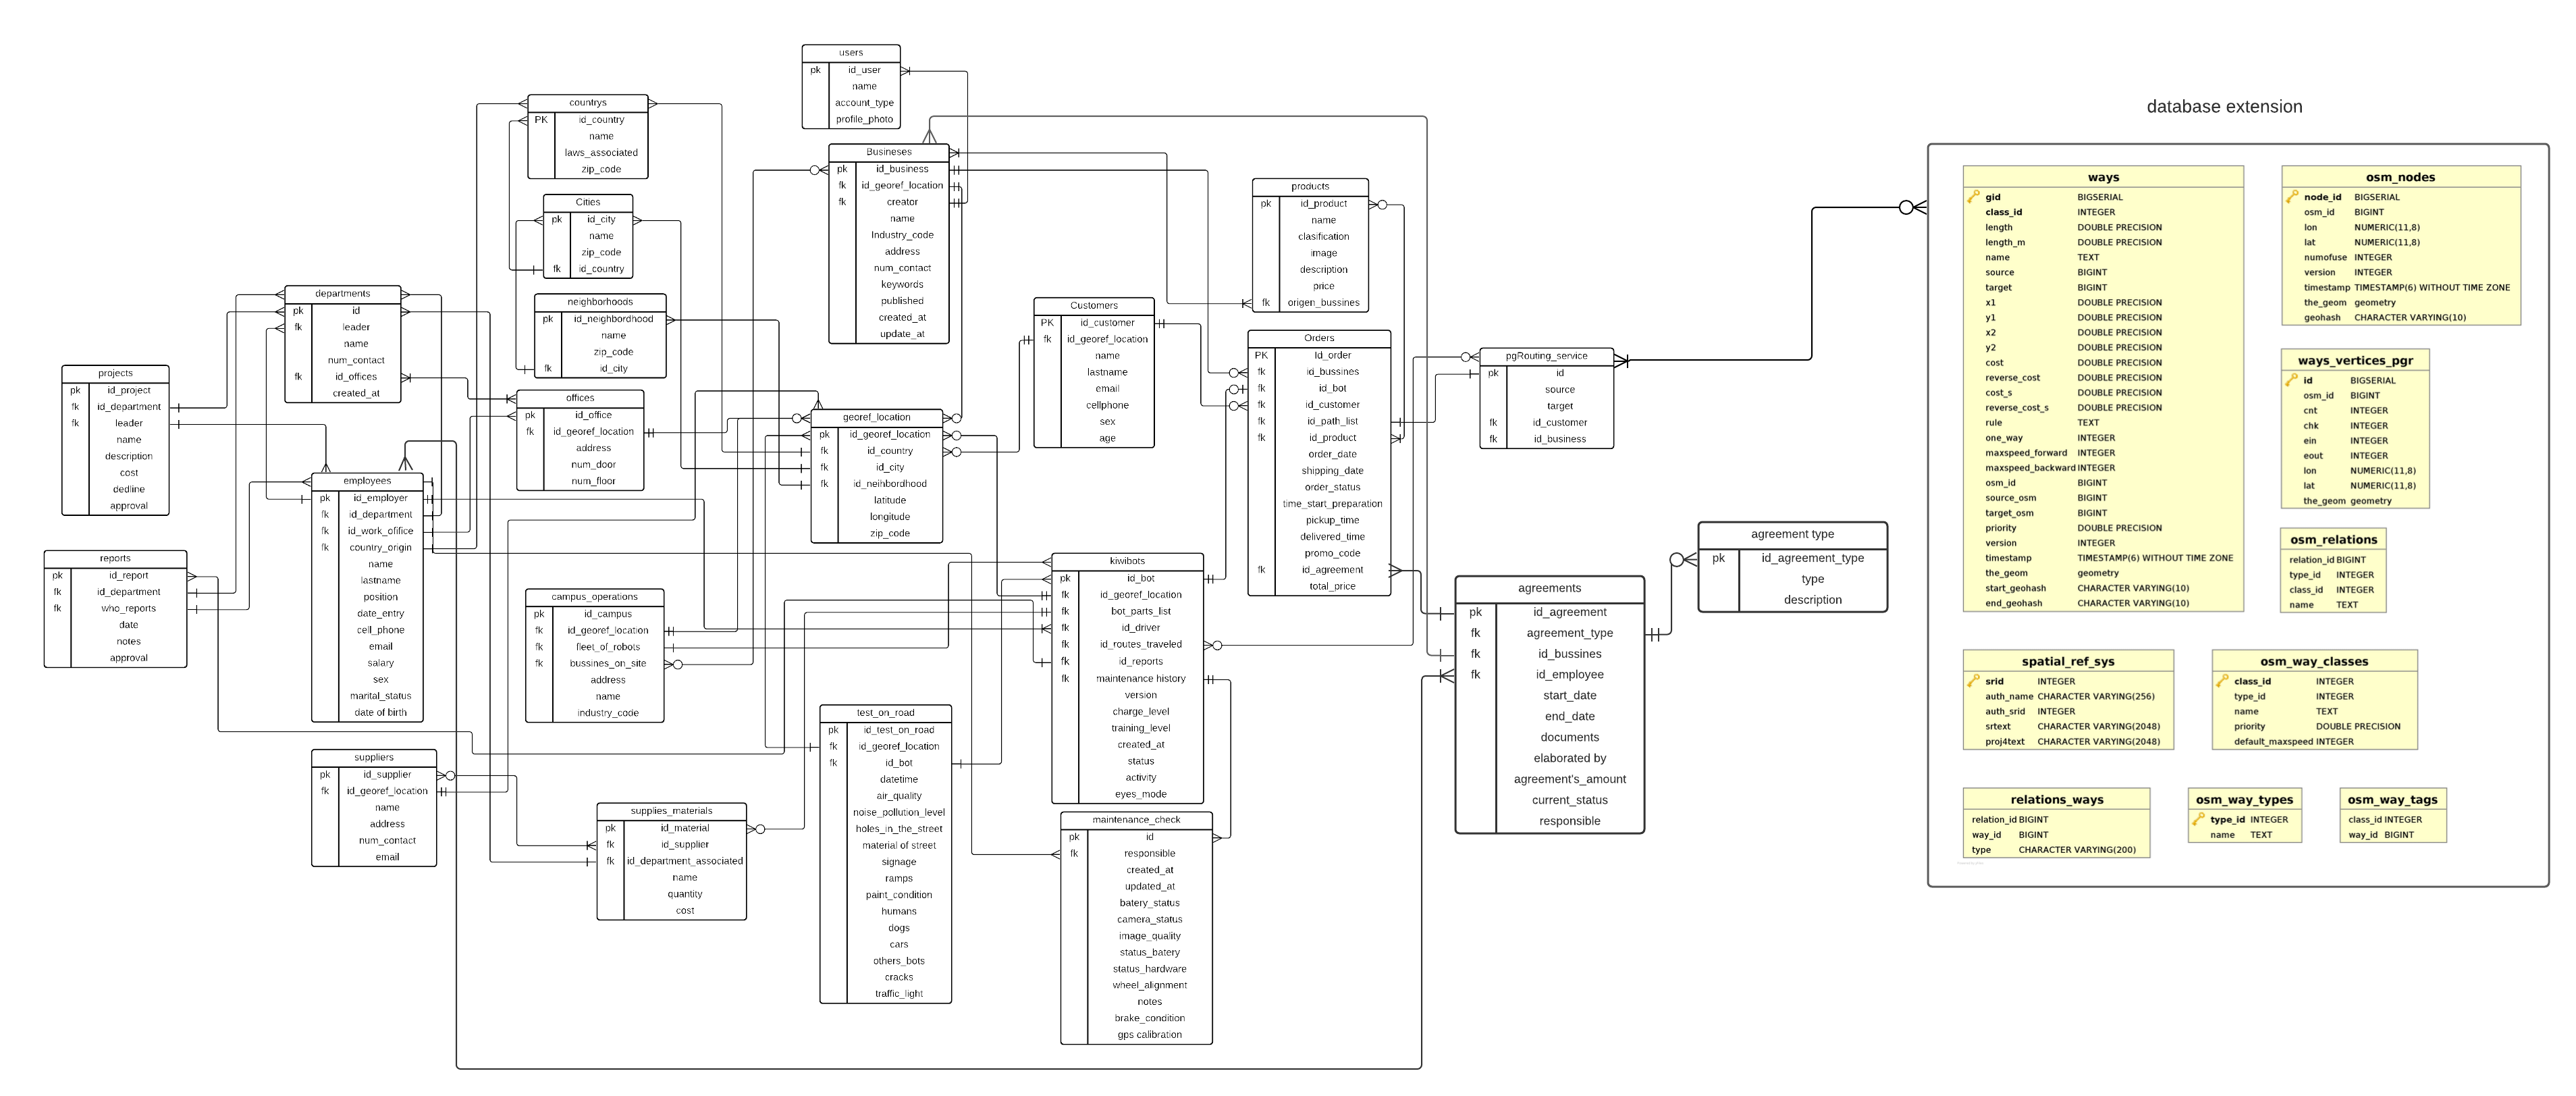 users
pk id_user
name
account_type
profile_photo
countrys
PK id_country
name
laws_associated
zip_code
Cities
pk id_city
name
zip_code
fk id_country
neighborhoods
pk id_neighbordhood
name
zip_code
fk id_city
Busineses
pk id_business
fk id_georef_location
fk creator
name
Industry_code
address
num_contact
keywords
published
created_at
update_at
products
pk id_product
name
clasification
image
description
price
fk origen_bussines
departments
pk id
fk leader
name
num_contact
fk id_offices
created_at
projects
pk id_project
fk id_department
fk leader
name
description
cost
dedline
approval
offices
pk id_office
fk id_georef_location
address
num_door
num_floor
georef_location
pk id_georef_location
fk id_country
fk id_city
fk id_neihbordhood
latitude
longitude
zip_code
Customers
PK id_customer
fk id_georef_location
name
lastname
email
cellphone
sex
age
Orders
PK Id_order
fk id_bussines
fk id_bot
fk id_customer
fk id_path_list
fk id_product
order_date
shipping_date
order_status
time_start_preparation
pickup_time
delivered_time
promo_code
fk id_agreement
total_price
pgRouting_service
pk id
source
target
fk id_customer
fk id_business
employees
pk id_employer
fk id_department
fk id_work_ofifice
fk country_origin
name
lastname
position
date_entry
cell_phone
email
salary
sex
marital_status
date of birth
reports
pk id_report
fk id_department
fk who_reports
date
notes
approval
campus_operations
pk id_campus
fk id_georef_location
fk fleet_of_robots
fk bussines_on_site
address
name
industry_code
kiwibots
pk id_bot
fk id_georef_location
fk bot_parts_list
fk id_driver
fk id_routes_traveled
fk id_reports
fk maintenance history
version
charge_level
training_level
created_at
status
activity
eyes_mode
agreement type
pk id_agreement_type
type
description
agreements
pk id_agreement
fk agreement_type
fk id_bussines
fk id_employee
start_date
end_date
documents
elaborated by
agreement's_amount
current_status
responsible
suppliers
pk id_supplier
fk id_georef_location
name
address
num_contact
email
supplies_materials
pk id_material
fk id_supplier
fk id_department_associated
name
quantity
cost
test_on_road
pk id_test_on_road
fk id_georef_location
fk id_bot
datetime
air_quality
noise_pollution_level
holes_in_the_street
material of street
signage
ramps
paint_condition
humans
dogs
cars
others_bots
cracks
traffic_light
maintenance_check
pk id
fk responsible
created_at
updated_at
batery_status
camera_status
image_quality
status_batery
status_hardware
wheel_alignment
notes
brake_condition
gps calibration
database extension
ways
gid BIGSERIAL
class_id INTEGER
length DOUBLE PRECISION
length_m DOUBLE PRECISION
name TEXT
source BIGINT
target BIGINT
x1 DOUBLE PRECISION
y1 DOUBLE PRECISION
x2 DOUBLE PRECISION
y2 DOUBLE PRECISION
cost DOUBLE PRECISION
reverse_cost DOUBLE PRECISION
cost_s DOUBLE PRECISION
reverse_cost_s DOUBLE PRECISION
rule TEXT
one_way INTEGER
maxspeed_forward INTEGER
maxspeed_backward INTEGER
osm_id BIGINT
source_osm BIGINT
target_osm BIGINT
priority DOUBLE PRECISION
version INTEGER
timestamp TIMESTAMP(6) WITHOUT TIME ZONE
the_geom geometry
start_geohash CHARACTER VARYING(10)
end_geohash CHARACTER VARYING(10)
osm_nodes
node_id BIGSERIAL
osm_id BIGINT
lon NUMERIC(11,8)
lat NUMERIC(11,8)
numofuse INTEGER
version INTEGER
timestamp TIMESTAMP(6) WITHOUT TIME ZONE
the_geom geometry
geohash CHARACTER VARYING(10)
ways_vertices_pgr
id BIGSERIAL
osm_id BIGINT
cnt INTEGER
chk INTEGER
ein INTEGER
eout INTEGER
lon NUMERIC(11,8)
lat NUMERIC(11,8)
the_geom geometry
osm_relations
relation_id BIGINT
type_id INTEGER
class_id INTEGER
name TEXT
spatial_ref_sys
srid INTEGER
auth_name CHARACTER VARYING(256)
auth_srid INTEGER
srtext CHARACTER VARYING(2048)
proj4text CHARACTER VARYING(2048)
osm_way_classes
class_id INTEGER
type_id INTEGER
name TEXT
priority DOUBLE PRECISION
default_maxspeed INTEGER
relations_ways
relation_id BIGINT
way_id BIGINT
type CHARACTER VARYING(200)
osm_way_types
type_id INTEGER
name TEXT
osm_way_tags
class_id INTEGER
way_id BIGINT